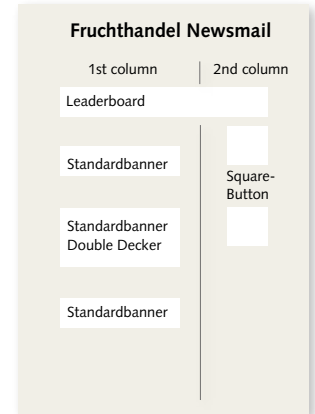 Fruchthandel Newsmail
1st column
2nd column
Leaderboard
Standardbanner
Standardbanner
Double Decker
Standardbanner
Square-
Button